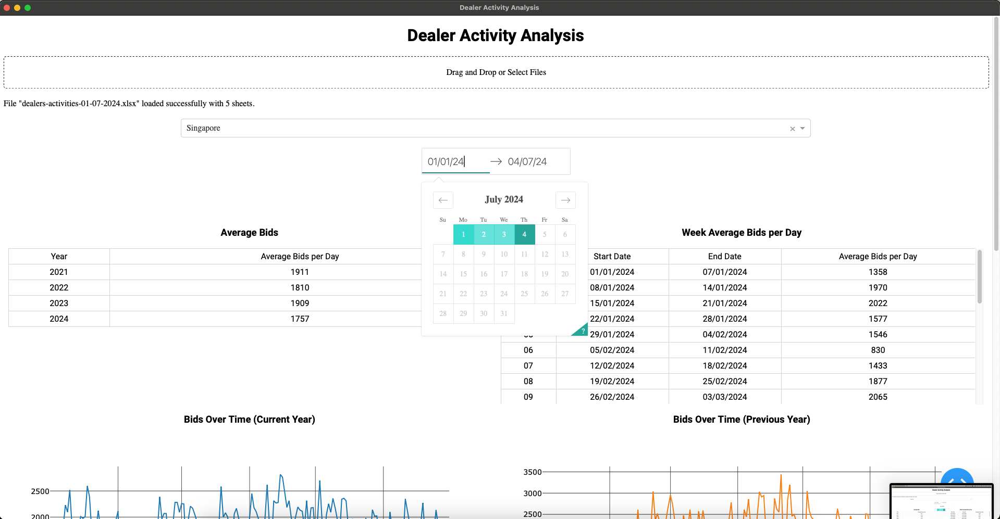 Dealer Activity Analysis
Dealer Activity Analysis
Drag and Drop or Select Files
File "dealers-activities-01-07-2024.xlsx" loaded successfully with 5 sheets.
Singapore
01/01/24 → 04/07/24
← July 2024 →
Su Mo Tu We Th Fr Sa
1 2 3 4 5 6
7 8 9 10 11 12 13
14 15 16 17 18 19 20
21 22 23 24 25 26 27
28 29 30 31
?
Average Bids
Year Average Bids per Day
2021 1911
2022 1810
2023 1909
2024 1757
Week Average Bids per Day
Start Date End Date Average Bids per Day
01/01/2024 07/01/2024 1358
08/01/2024 14/01/2024 1970
15/01/2024 21/01/2024 2022
22/01/2024 28/01/2024 1577
29/01/2024 04/02/2024 1546
06 05/02/2024 11/02/2024 830
07 12/02/2024 18/02/2024 1433
08 19/02/2024 25/02/2024 1877
09 26/02/2024 03/03/2024 2065
Bids Over Time (Current Year)
2500
2000
Bids Over Time (Previous Year)
3500
3000
2500